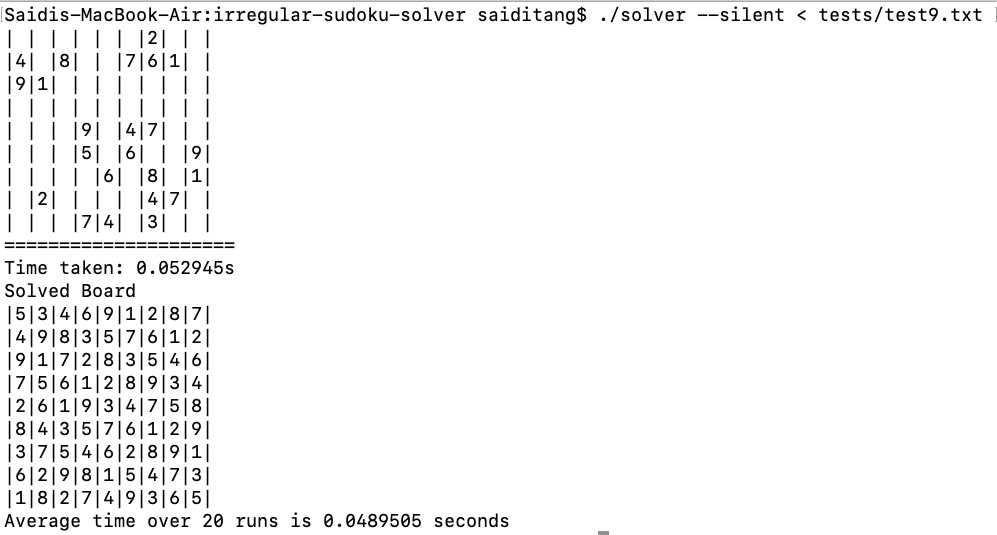 Saidis-MacBook-Air:irregular-sudoku-solver saiditang$ ./solver --silent < tests/test9.txt
| | | | | | |2| | |
|4| |8| | |7|6|1| |
|9|1| | | | | | | |
| | | | | | | | | |
| | | |9| |4|7| | |
| | | |5| |6| | |9|
| | | | |6| |8| |1|
| |2| | | | |4|7| |
| | | |7|4| |3| | |
=====================
Time taken: 0.052945s
Solved Board
|5|3|4|6|9|1|2|8|7|
|4|9|8|3|5|7|6|1|2|
|9|1|7|2|8|3|5|4|6|
|7|5|6|1|2|8|9|3|4|
|2|6|1|9|3|4|7|5|8|
|8|4|3|5|7|6|1|2|9|
|3|7|5|4|6|2|8|9|1|
|6|2|9|8|1|5|4|7|3|
|1|8|2|7|4|9|3|6|5|
Average time over 20 runs is 0.0489505 seconds